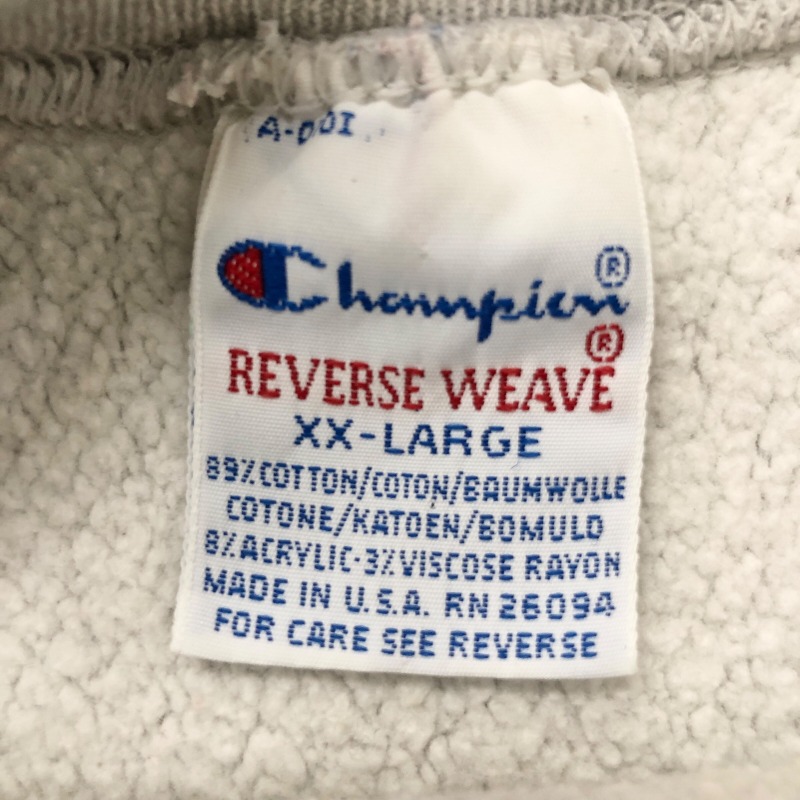 A-001
Champion®
REVERSE WEAVE®
XX-LARGE
89% COTTON/COTON/BAUMWOLLE
COTONE/KATOEN/BOMULD
8% ACRYLIC·3% VISCOSE RAYON
MADE IN U.S.A. RN 26094
FOR CARE SEE REVERSE